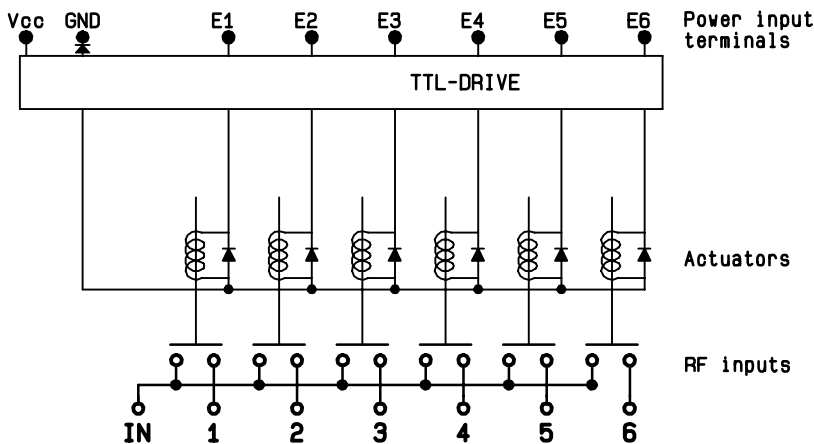 Vcc GND E1 E2 E3 E4 E5 E6 Power input
terminals
TTL-DRIVE
Actuators
RF inputs
IN 1 2 3 4 5 6